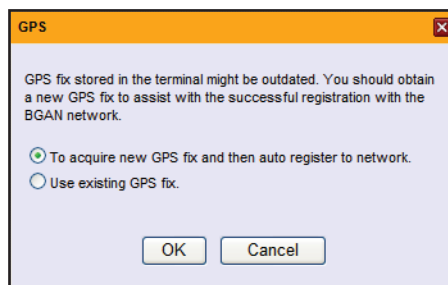 GPS
GPS fix stored in the terminal might be outdated. You should obtain
a new GPS fix to assist with the successful registration with the
BGAN network.
To acquire new GPS fix and then auto register to network.
Use existing GPS fix.
OK Cancel